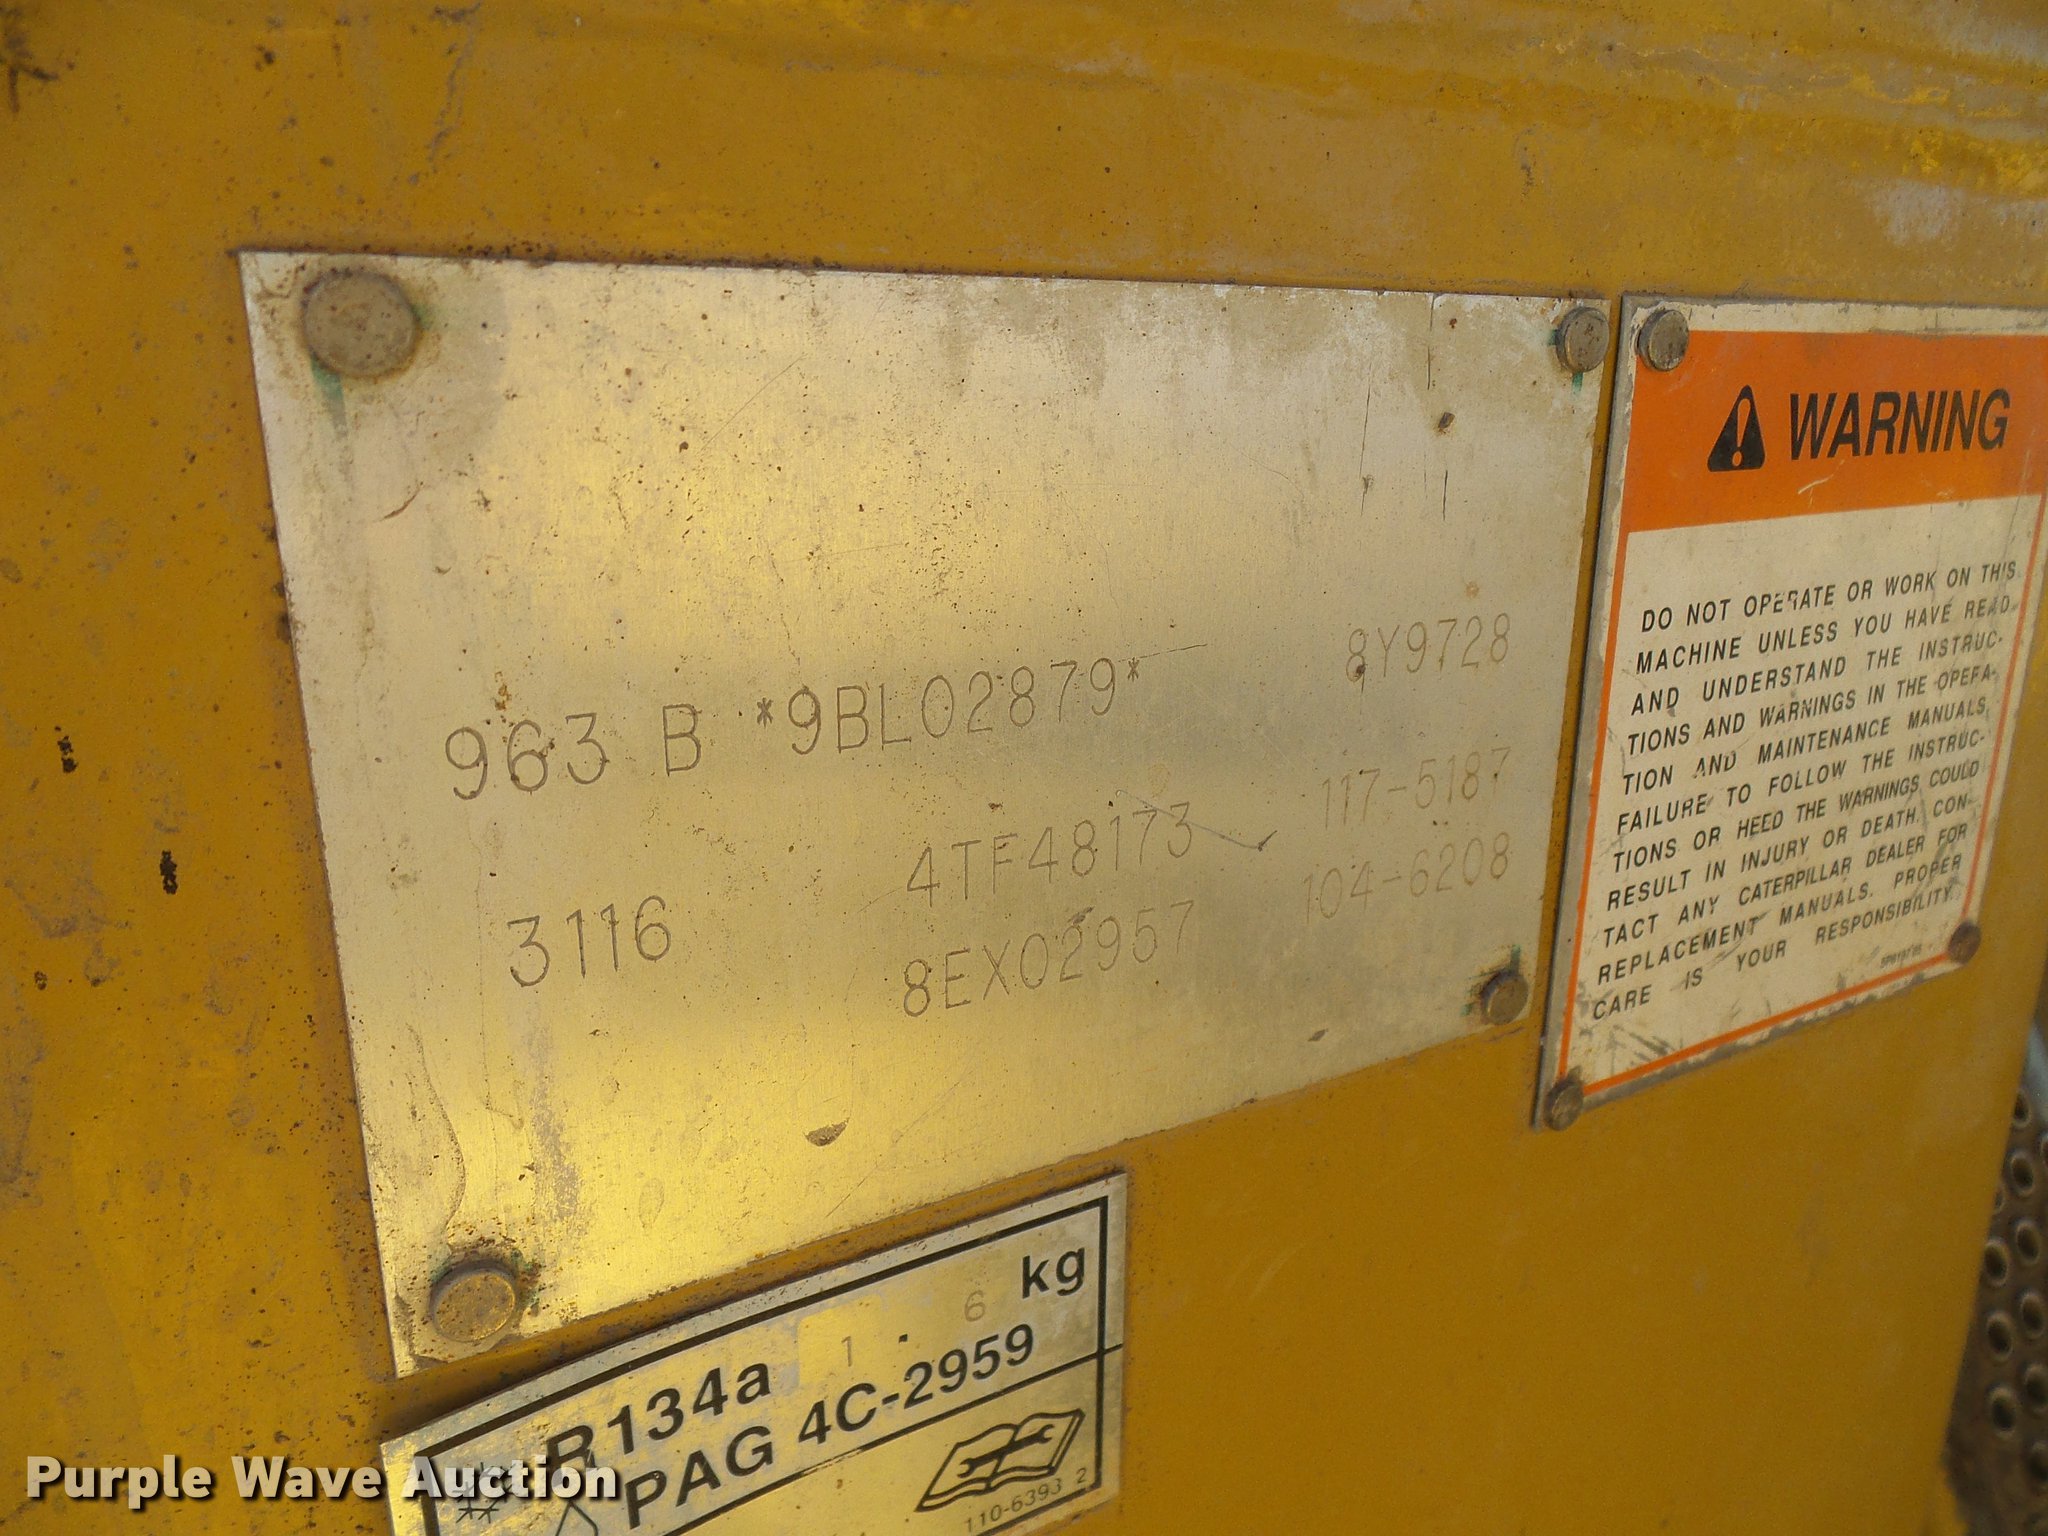 963 B *9BL02879* 8Y9728
3116 4TF48173 117-5187
8EX02957 104-6208
WARNING
DO NOT OPERATE OR WORK ON THIS
MACHINE UNLESS YOU HAVE READ
AND UNDERSTAND THE INSTRUC-
TIONS AND WARNINGS IN THE OPERA-
TION AND MAINTENANCE MANUALS.
FAILURE TO FOLLOW THE INSTRUC-
TIONS OR HEED THE WARNINGS COULD
RESULT IN INJURY OR DEATH. CON-
TACT ANY CATERPILLAR DEALER FOR
REPLACEMENT MANUALS. PROPER
CARE IS YOUR RESPONSIBILITY.
R134a 1.6 kg
PAG 4C-2959
110-6393 2
Purple Wave Auction